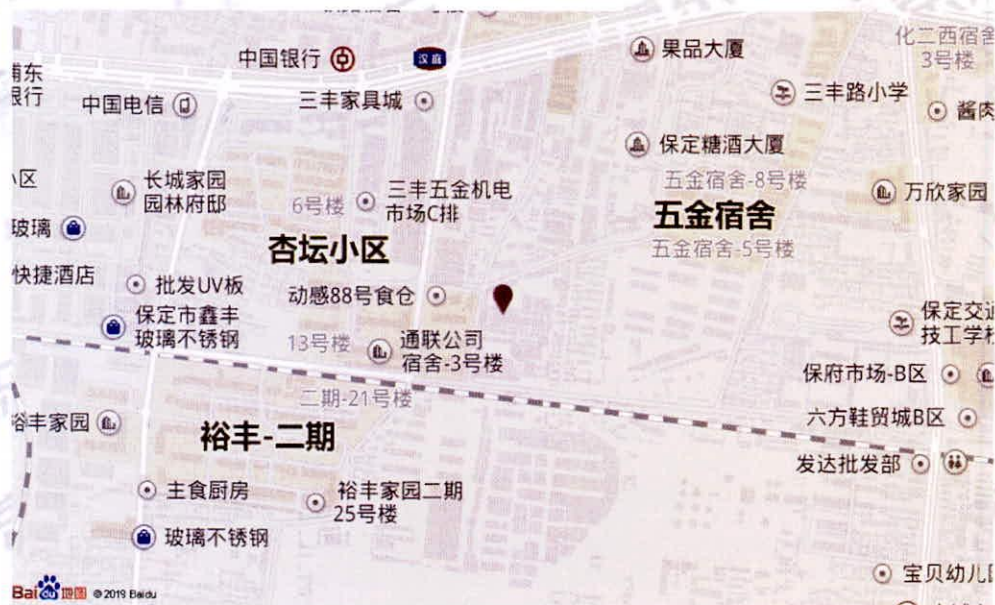 中国银行
汉庭
果品大厦
化二西宿舍
3号楼
浦东
银行
中国电信
三丰家具城
三丰路小学
酱肉
保定糖酒大厦
小区
长城家园
园林府邸
6号楼
三丰五金机电
市场C排
五金宿舍-8号楼
万欣家园
玻璃
五金宿舍
杏坛小区
五金宿舍-5号楼
快捷酒店
批发UV板
动感88号食仓
保定市鑫丰
玻璃不锈钢
保定交通
技工学校
13号楼
通联公司
宿舍-3号楼
保府市场-B区
二期-21号楼
裕丰家园
六方鞋贸城B区
裕丰-二期
发达批发部
主食厨房
裕丰家园二期
25号楼
玻璃不锈钢
宝贝幼儿园
Bai du 地图 © 2019 Baidu